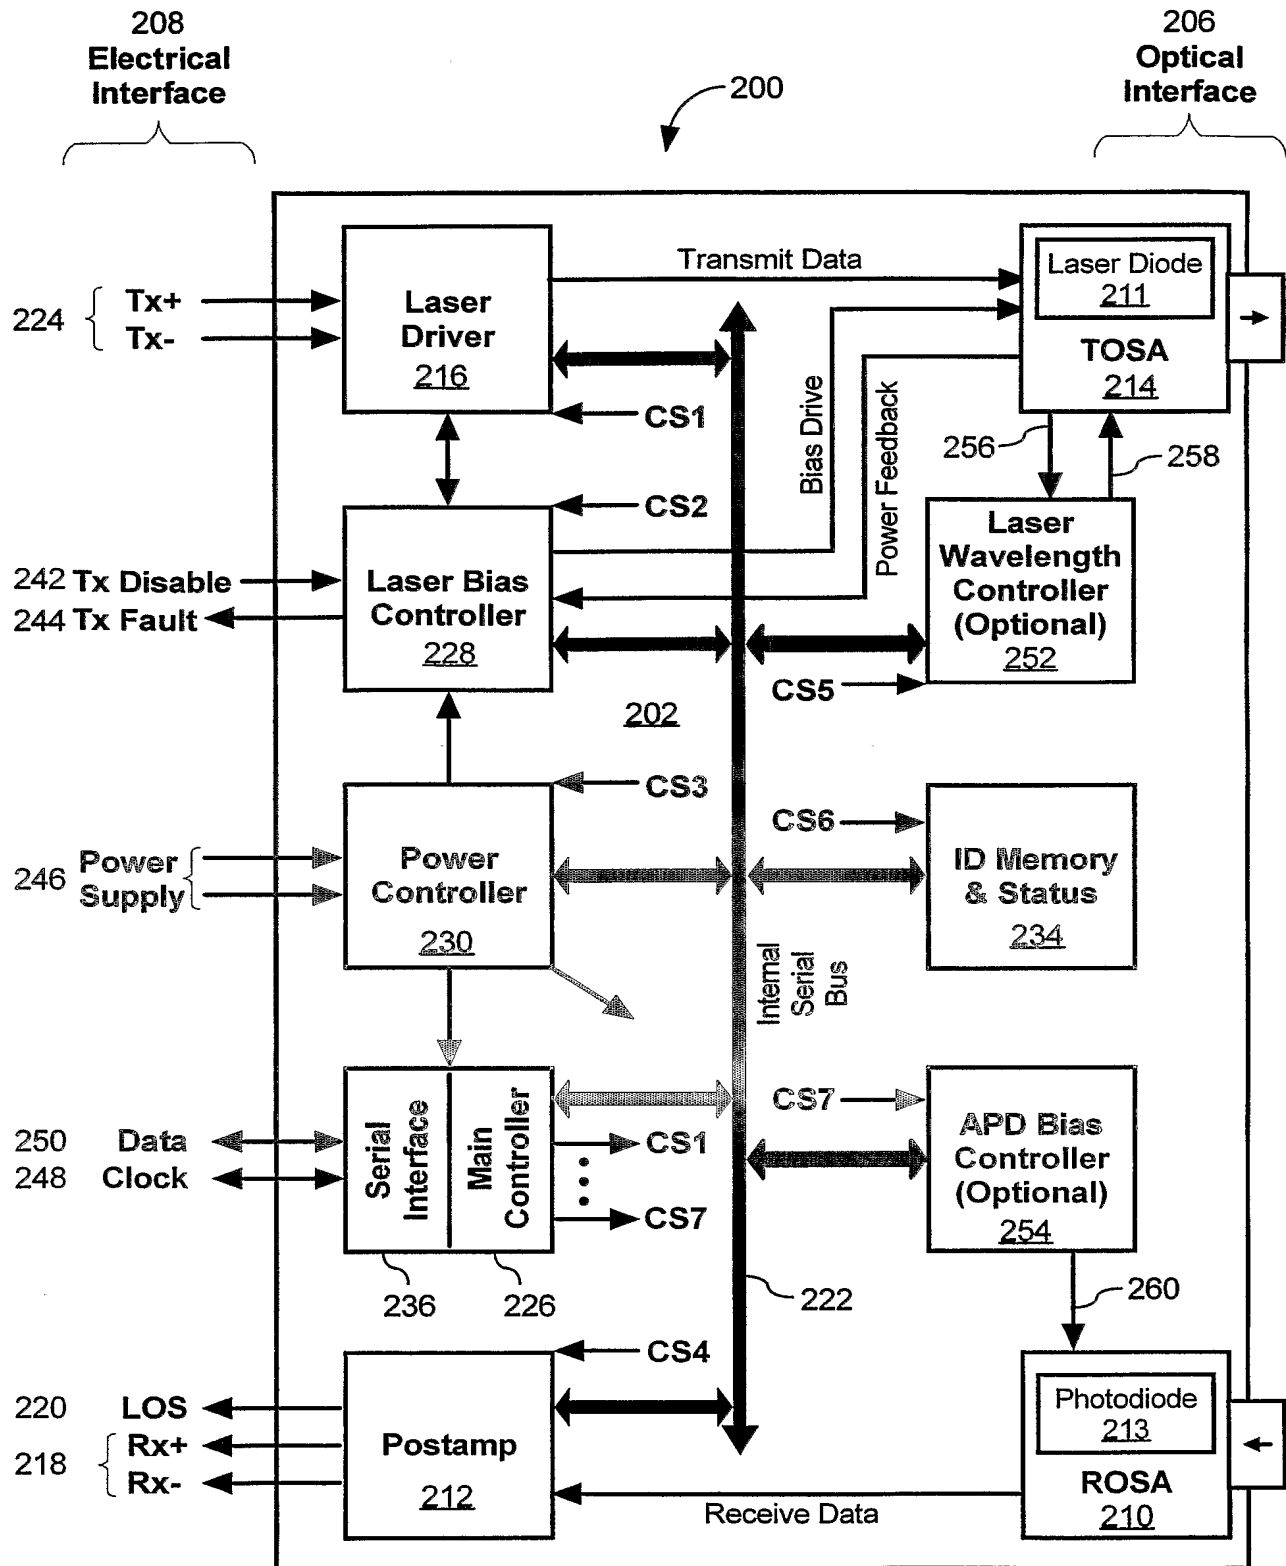 208
Electrical
Interface
206
Optical
Interface
200
224
Tx+
Tx-
Laser
Driver
216
Transmit Data
Laser Diode
211
TOSA
214
CS1
CS2
Bias Drive
Power Feedback
256
258
242 Tx Disable
244 Tx Fault
Laser Bias
Controller
228
Laser
Wavelength
Controller
(Optional)
252
CS5
202
CS3
CS6
246
Power
Supply
Power
Controller
230
ID Memory
& Status
234
Internal
Serial
Bus
250 Data
248 Clock
Serial
Interface
Main
Controller
CS1
CS7
CS7
APD Bias
Controller
(Optional)
254
236
226
222
260
CS4
220 LOS
218
Rx+
Rx-
Postamp
212
Receive Data
Photodiode
213
ROSA
210